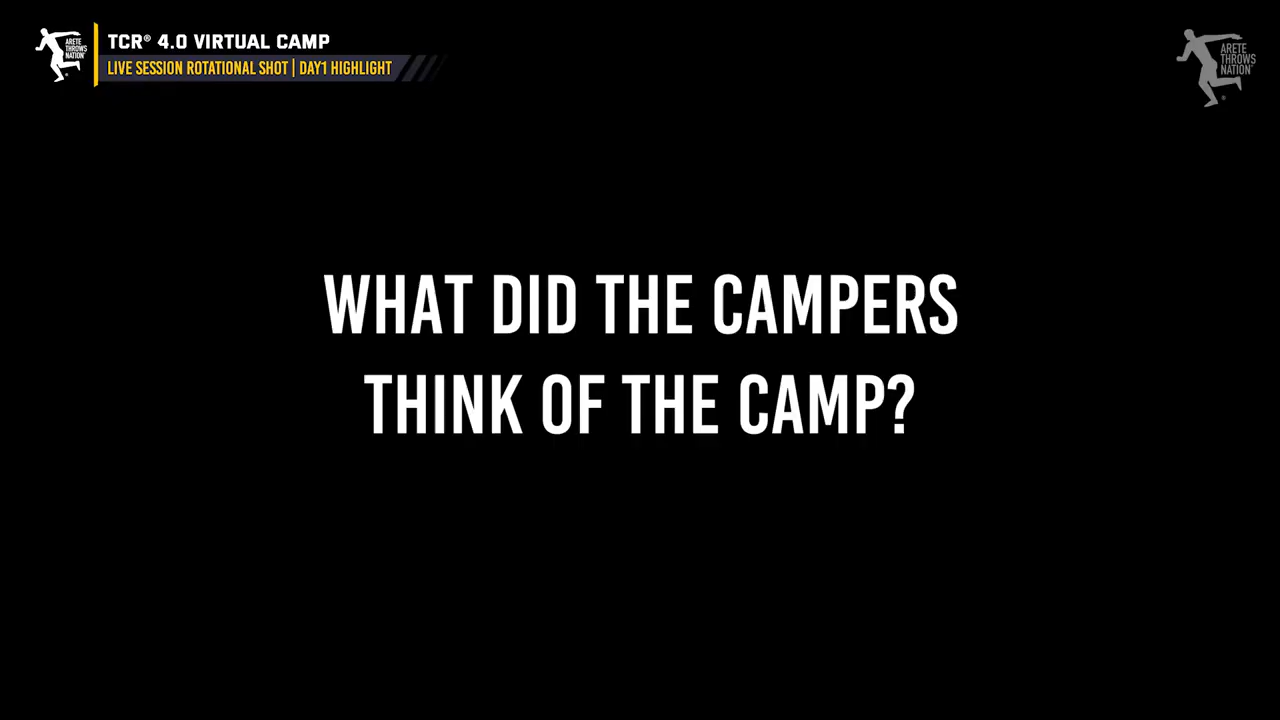 ARETE
THROWS
NATION
TCR® 4.0 VIRTUAL CAMP
LIVE SESSION ROTATIONAL SHOT | DAY1 HIGHLIGHT
ARETE
THROWS
NATION
®
WHAT DID THE CAMPERS
THINK OF THE CAMP?